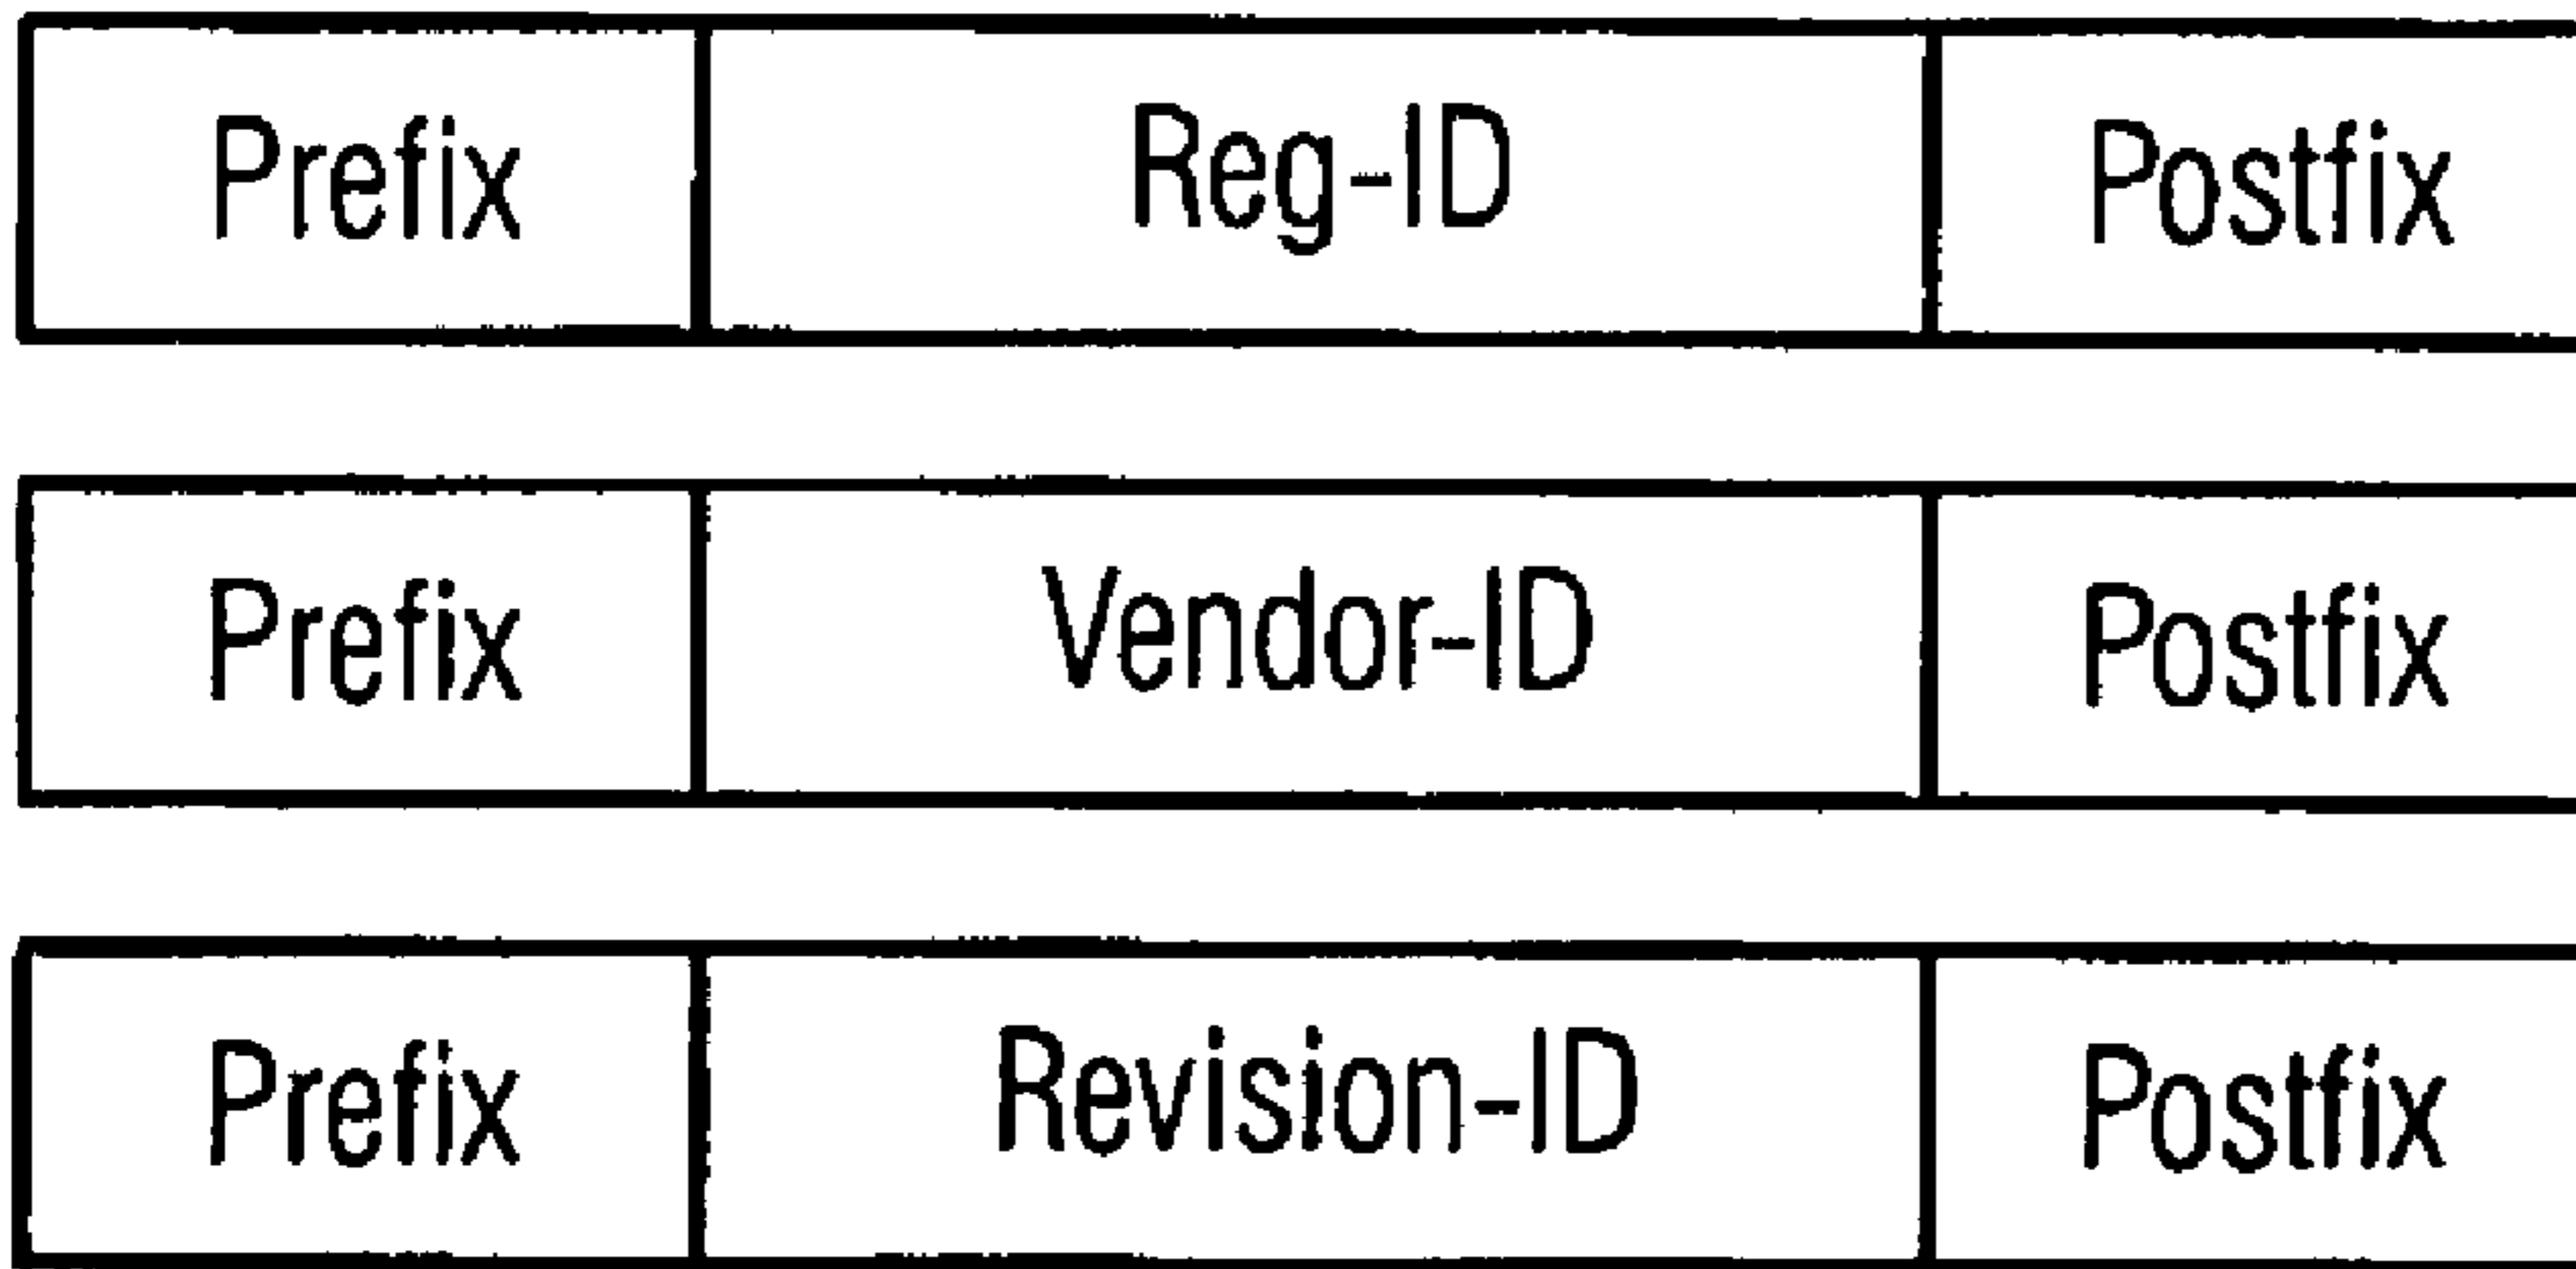 Prefix Reg-ID Postfix
Prefix Vendor-ID Postfix
Prefix Revision-ID Postfix